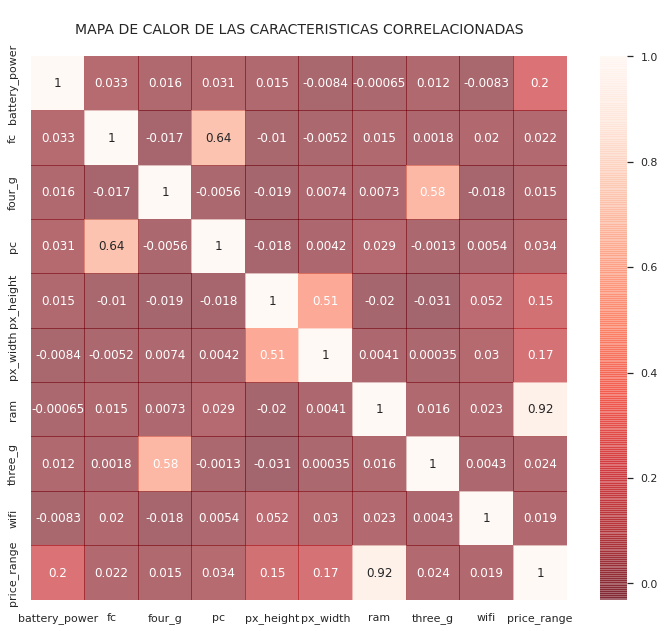 MAPA DE CALOR DE LAS CARACTERISTICAS CORRELACIONADAS
battery_power 1 0.033 0.016 0.031 0.015 -0.0084 -0.00065 0.012 -0.0083 0.2
fc 0.033 1 -0.017 0.64 -0.01 -0.0052 0.015 0.0018 0.02 0.022
four_g 0.016 -0.017 1 -0.0056 -0.019 0.0074 0.0073 0.58 -0.018 0.015
pc 0.031 0.64 -0.0056 1 -0.018 0.0042 0.029 -0.0013 0.0054 0.034
px_height 0.015 -0.01 -0.019 -0.018 1 0.51 -0.02 -0.031 0.052 0.15
px_width -0.0084 -0.0052 0.0074 0.0042 0.51 1 0.0041 0.00035 0.03 0.17
ram -0.00065 0.015 0.0073 0.029 -0.02 0.0041 1 0.016 0.023 0.92
three_g 0.012 0.0018 0.58 -0.0013 -0.031 0.00035 0.016 1 0.0043 0.024
wifi -0.0083 0.02 -0.018 0.0054 0.052 0.03 0.023 0.0043 1 0.019
price_range 0.2 0.022 0.015 0.034 0.15 0.17 0.92 0.024 0.019 1
battery_power fc four_g pc px_height px_width ram three_g wifi price_range
1.0
0.8
0.6
0.4
0.2
0.0